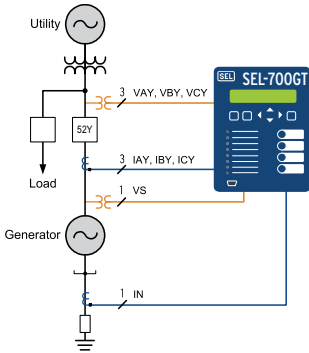 Utility
3 VAY, VBY, VCY
SEL
SEL-700GT
52Y
Load
3 IAY, IBY, ICY
1 VS
Generator
1 IN